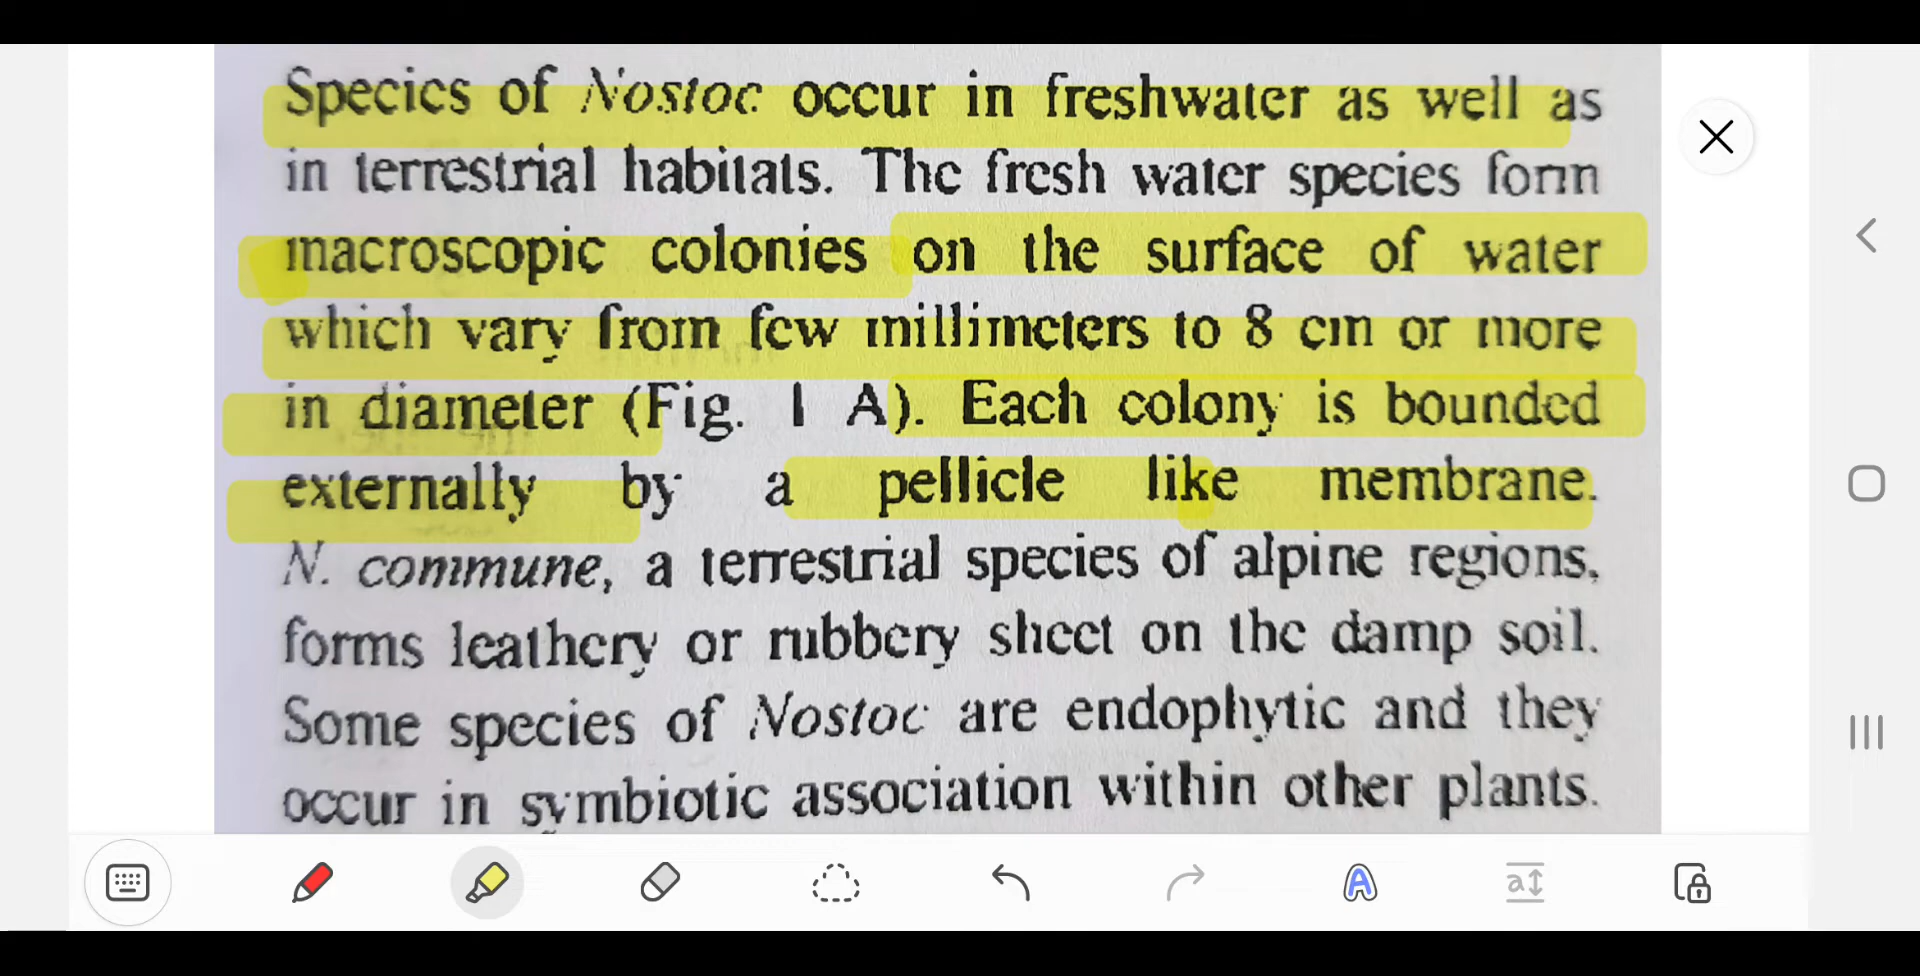 Species of Nostoc occur in freshwater as well as
in terrestrial habitats. The fresh water species form
macroscopic colonies on the surface of water
which vary from few millimeters to 8 cm or more
in diameter (Fig. 1 A). Each colony is bounded
externally by a pellicle like membrane.
N. commune, a terrestrial species of alpine regions,
forms leathery or rubbery sheet on the damp soil.
Some species of Nostoc are endophytic and they
occur in symbiotic association within other plants.
A
a